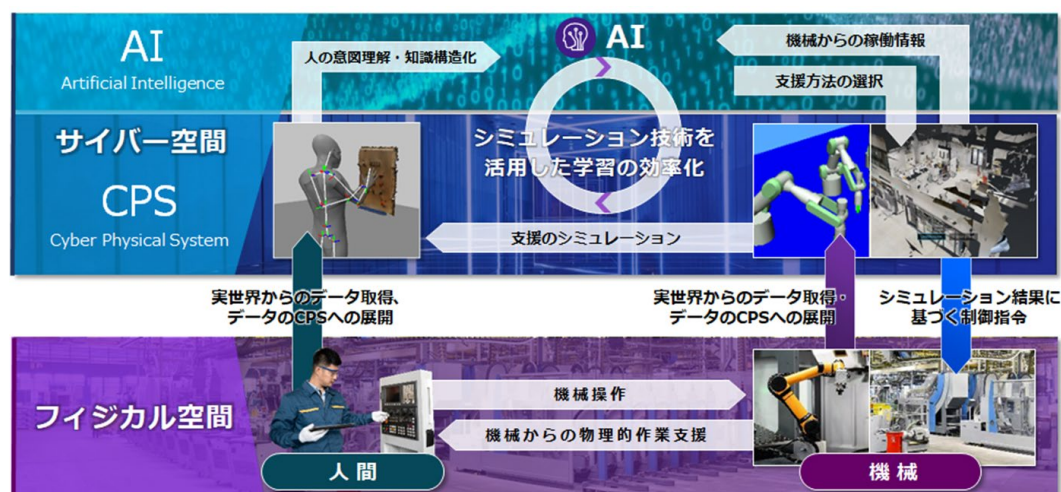 AI
Artificial Intelligence
人の意図理解・知識構造化
AI
機械からの稼働情報
支援方法の選択
サイバー空間
CPS
Cyber Physical System
シミュレーション技術を
活用した学習の効率化
支援のシミュレーション
実世界からのデータ取得、
データのCPSへの展開
実世界からのデータ取得・
データのCPSへの展開
シミュレーション結果に
基づく制御指令
フィジカル空間
機械操作
機械からの物理的作業支援
人間
機械